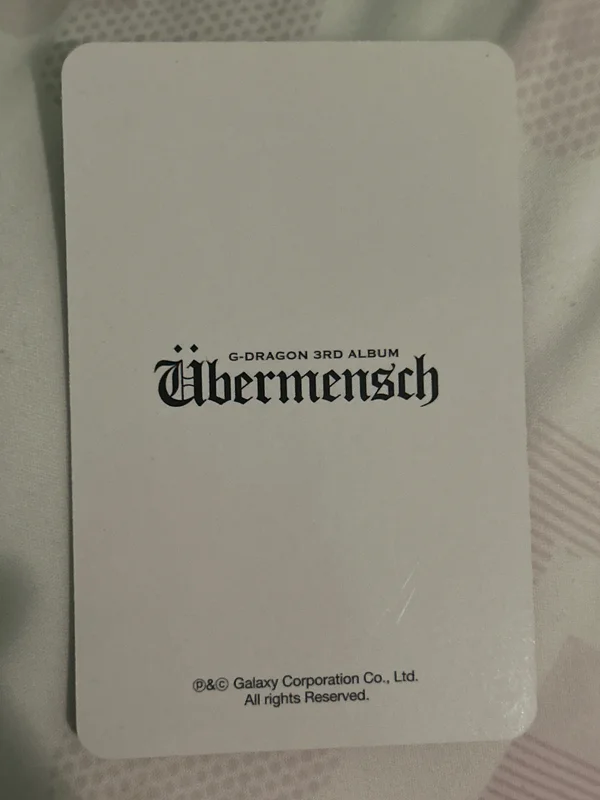 G-DRAGON 3RD ALBUM
Übermensch
℗&© Galaxy Corporation Co., Ltd.
All rights Reserved.